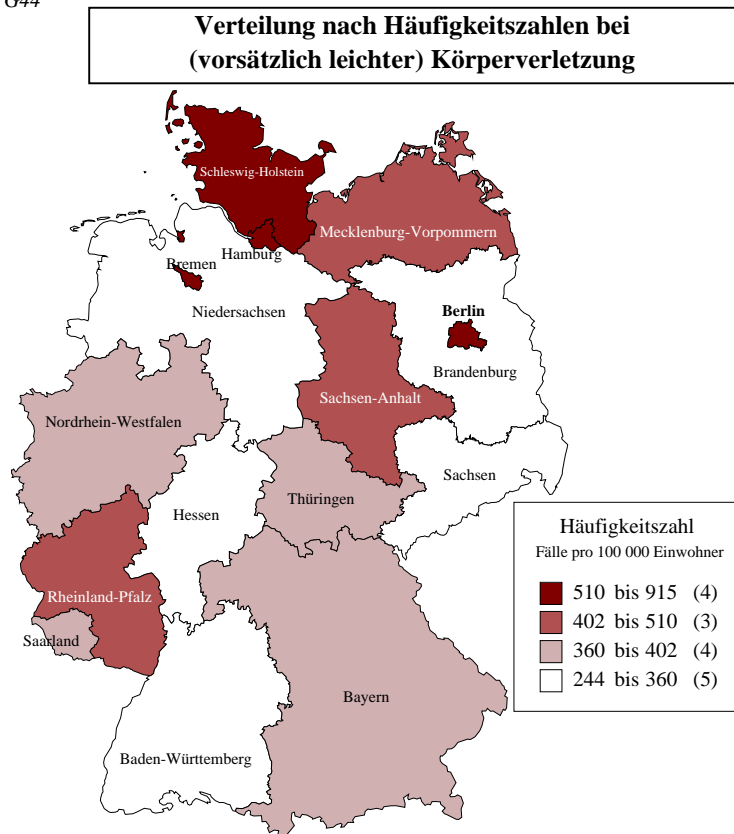 G44
Verteilung nach Häufigkeitszahlen bei
(vorsätzlich leichter) Körperverletzung
Schleswig-Holstein
Mecklenburg-Vorpommern
Hamburg
Bremen
Niedersachsen
Berlin
Brandenburg
Sachsen-Anhalt
Nordrhein-Westfalen
Sachsen
Thüringen
Hessen
Rheinland-Pfalz
Saarland
Bayern
Baden-Württemberg
Häufigkeitszahl
Fälle pro 100 000 Einwohner
510 bis 915 (4)
402 bis 510 (3)
360 bis 402 (4)
244 bis 360 (5)